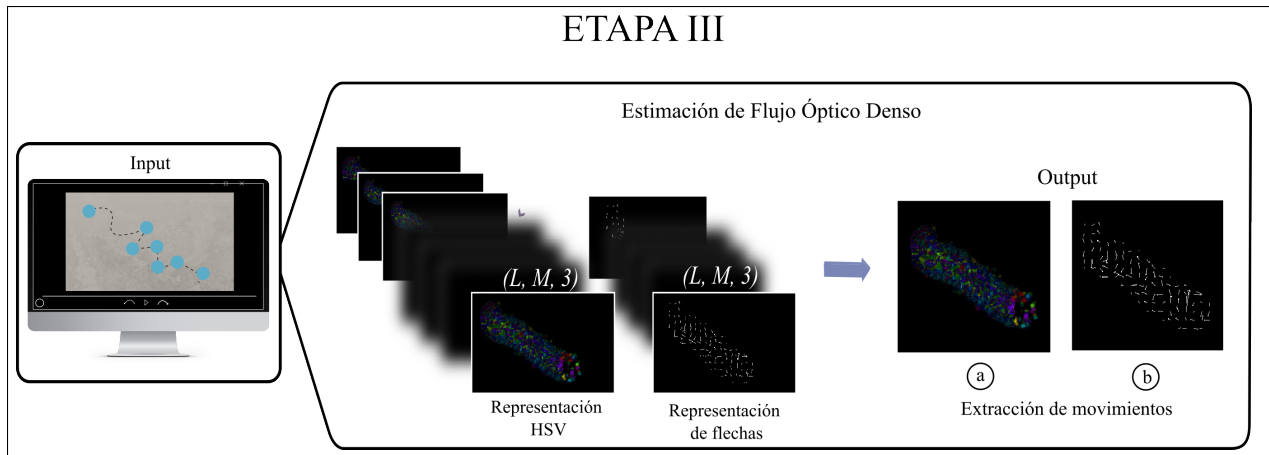 ETAPA III
Estimación de Flujo Óptico Denso
Input
Output
(L, M, 3)
(L, M, 3)
a
b
Representación
HSV
Representación
de flechas
Extracción de movimientos